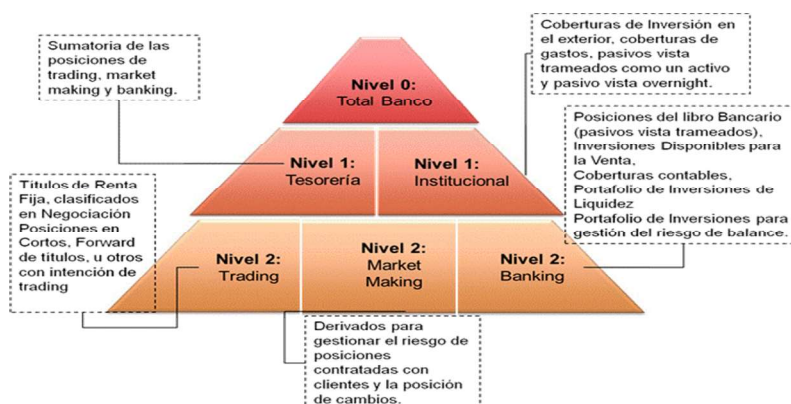 Sumatoria de las
posiciones de
trading, market
making y banking.
Coberturas de Inversión en
el exterior, coberturas de
gastos, pasivos vista
trameados como un activo
y pasivo vista overnight.
Nivel 0:
Total Banco
Nivel 1:
Tesorería
Nivel 1:
Institucional
Posiciones del libro Bancario
(pasivos vista trameados),
Inversiones Disponibles para
la Venta,
Coberturas contables,
Portafolio de Inversiones de
Liquidez
Portafolio de Inversiones para
gestión del riesgo de balance.
Títulos de Renta
Fija, clasificados
en Negociación
Posiciones en
Cortos, Forward
de títulos, u otros
con intención de
trading
Nivel 2:
Trading
Nivel 2:
Market
Making
Nivel 2:
Banking
Derivados para
gestionar el riesgo de
posiciones
contratadas con
clientes y la posición
de cambios.